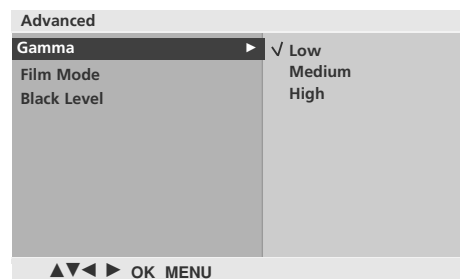 Advanced
Gamma ► √ Low
Film Mode Medium
Black Level High
▲▼◄ ► OK MENU